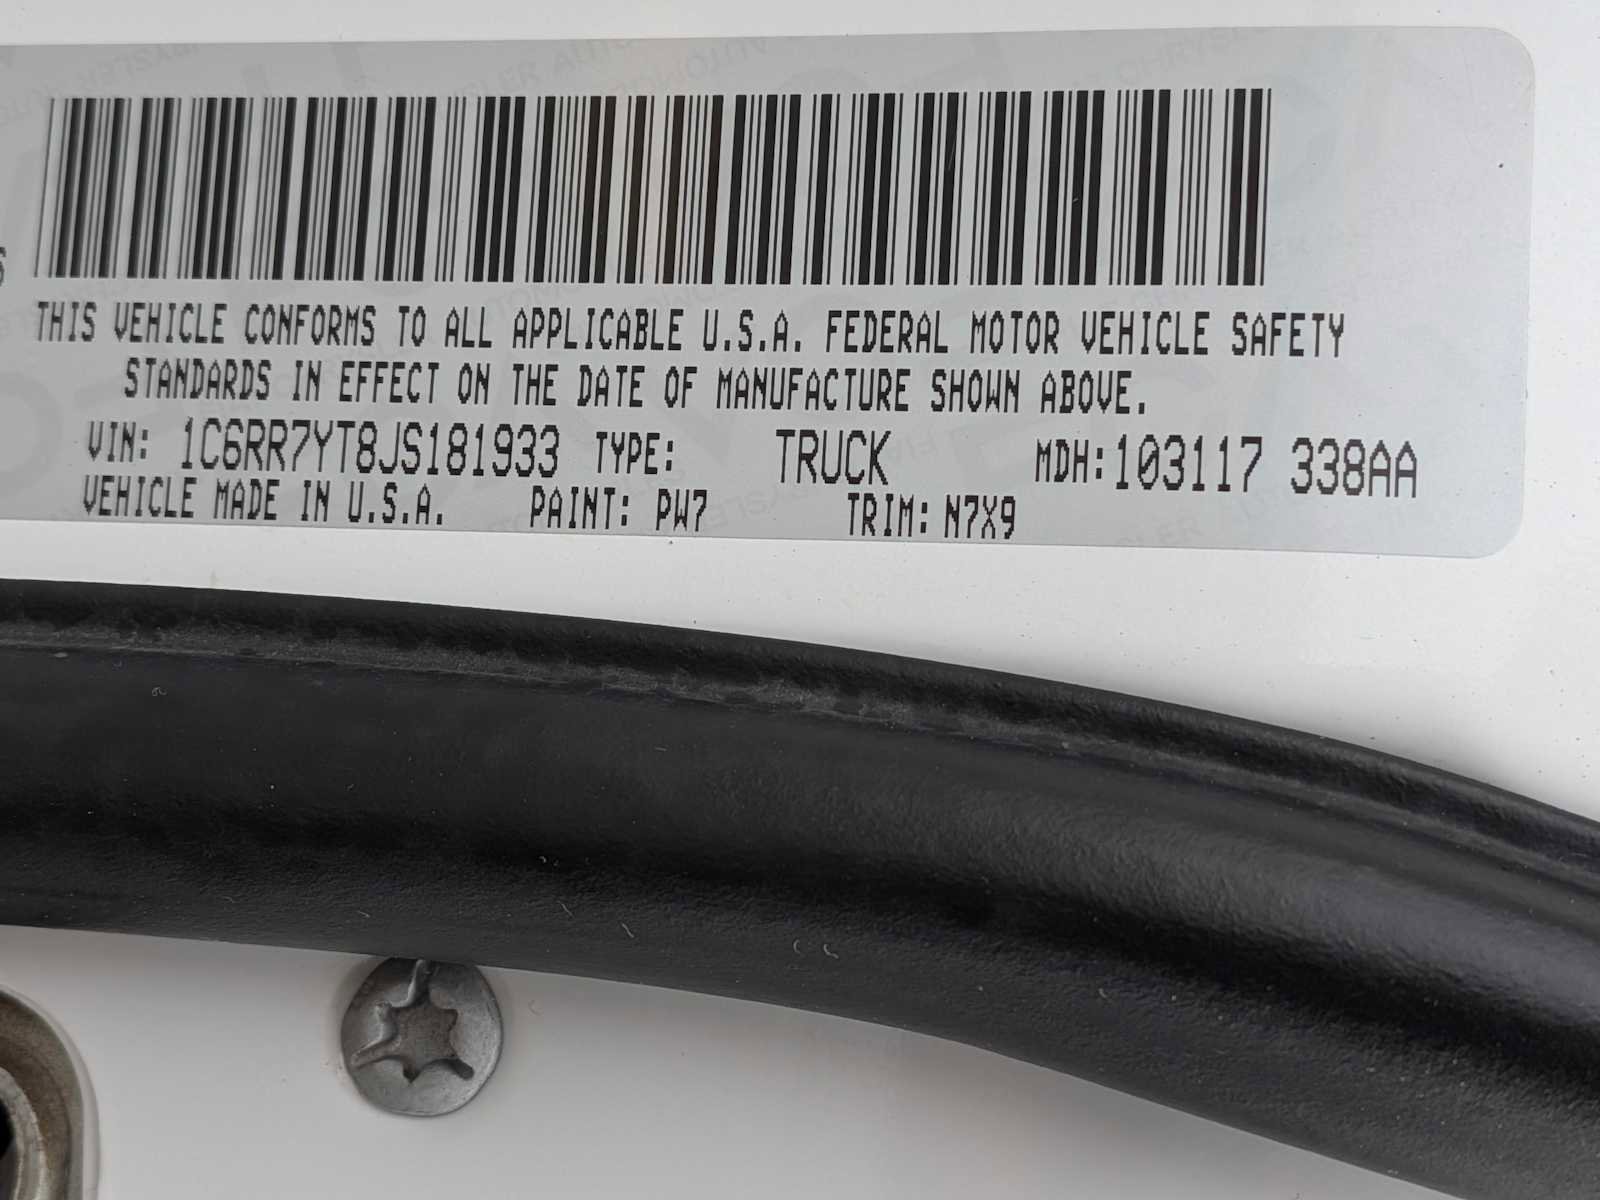 THIS VEHICLE CONFORMS TO ALL APPLICABLE U.S.A. FEDERAL MOTOR VEHICLE SAFETY
STANDARDS IN EFFECT ON THE DATE OF MANUFACTURE SHOWN ABOVE.
VIN: 1C6RR7YT8JS181933 TYPE: TRUCK MDH:103117 338AA
VEHICLE MADE IN U.S.A. PAINT: PW7 TRIM: N7X9